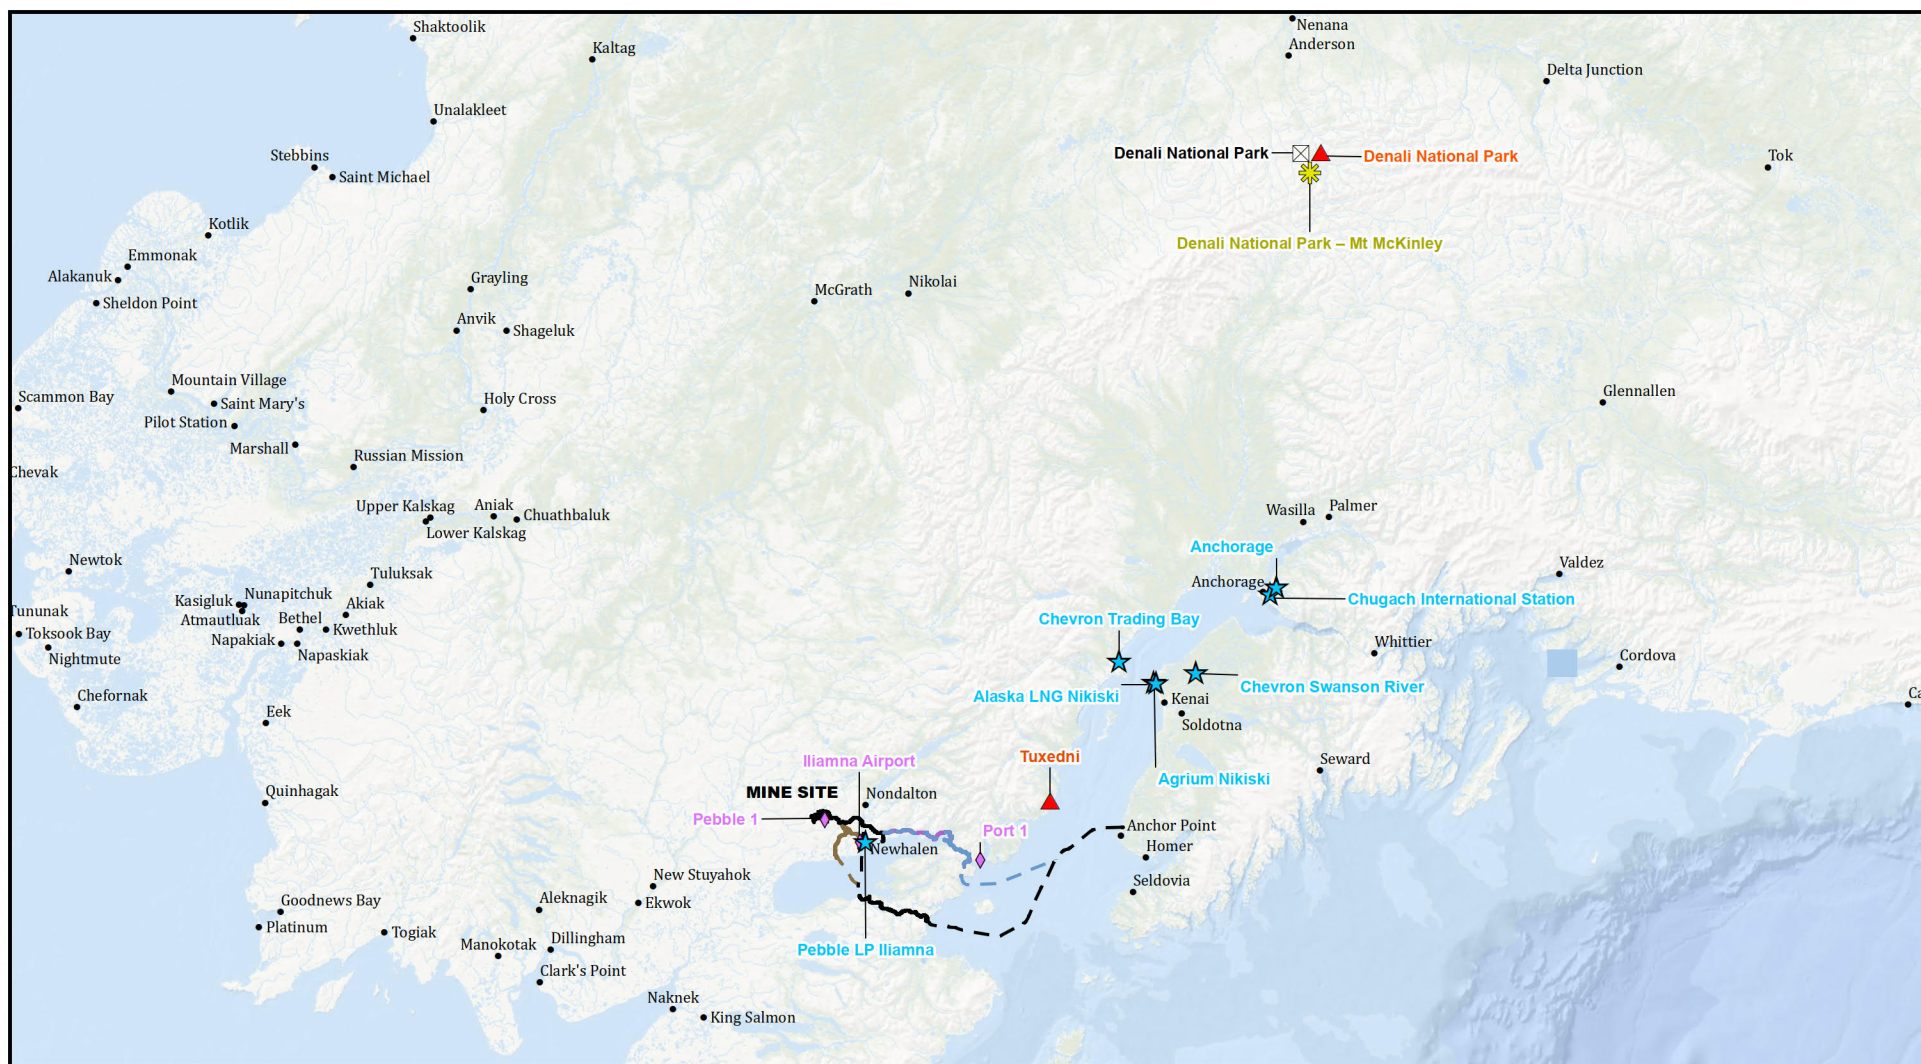 Shaktoolik
Nenana
Kaltag
Anderson
Delta Junction
Unalakleet
Stebbins
Denali National Park
Denali National Park
Tok
Saint Michael
Kotlik
Denali National Park – Mt McKinley
Emmonak
Alakanuk
Grayling
Nikolai
McGrath
Sheldon Point
Anvik
Shageluk
Mountain Village
Glennallen
Scammon Bay
Saint Mary's
Holy Cross
Pilot Station
Marshall
Russian Mission
Chevak
Upper Kalskag
Aniak
Chuathbaluk
Wasilla
Palmer
Lower Kalskag
Anchorage
Newtok
Valdez
Tuluksak
Anchorage
Nunapitchuk
Kasigluk
Akiak
Chugach International Station
Tununak
Atmautluak
Bethel
Chevron Trading Bay
Toksook Bay
Kwethluk
Napakiak
Whittier
Nightmute
Napaskiak
Cordova
Chefornak
Alaska LNG Nikiski
Chevron Swanson River
Ca
Kenai
Eek
Soldotna
Tuxedni
Seward
Iliamna Airport
Agrium Nikiski
Quinhagak
MINE SITE
Nondalton
Pebble 1
Port 1
Anchor Point
Newhalen
Homer
New Stuyahok
Seldovia
Goodnews Bay
Aleknagik
Ekwok
Platinum
Togiak
Manokotak
Dillingham
Pebble LP Iliamna
Clark's Point
Naknek
King Salmon